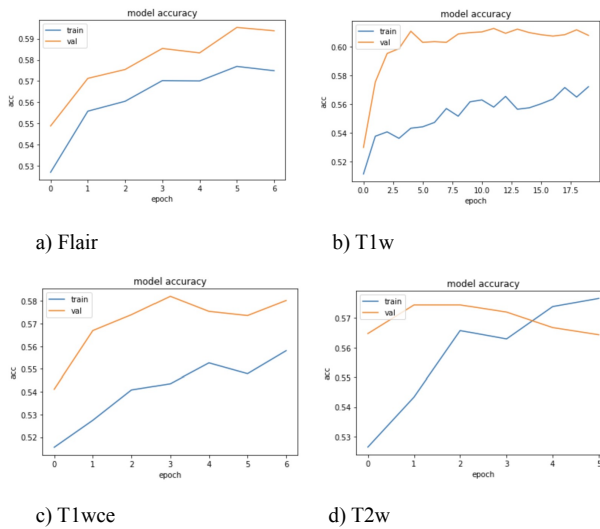 model accuracy
train
val
acc
0.59
0.58
0.57
0.56
0.55
0.54
0.53
0 1 2 3 4 5 6
epoch
a) Flair
model accuracy
train
val
acc
0.60
0.58
0.56
0.54
0.52
0.0 2.5 5.0 7.5 10.0 12.5 15.0 17.5
epoch
b) T1w
model accuracy
train
val
acc
0.58
0.57
0.56
0.55
0.54
0.53
0.52
0 1 2 3 4 5 6
epoch
c) T1wce
model accuracy
train
val
acc
0.57
0.56
0.55
0.54
0.53
0 1 2 3 4 5
epoch
d) T2w